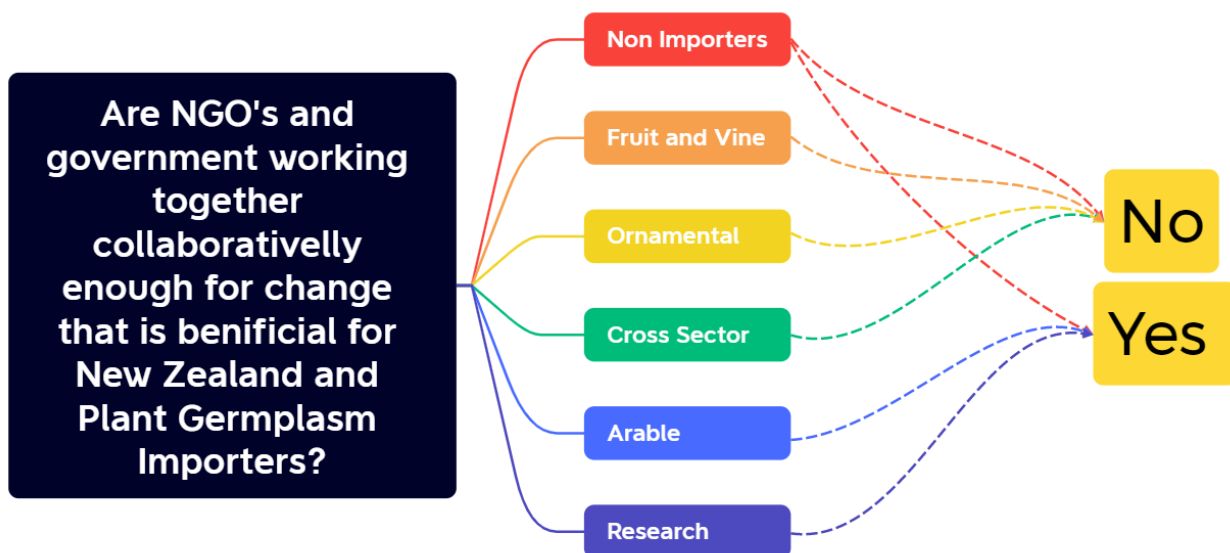 Are NGO's and
government working
together
collaborativelly
enough for change
that is benificial for
New Zealand and
Plant Germplasm
Importers?
Non Importers
Fruit and Vine
Ornamental
Cross Sector
Arable
Research
No
Yes